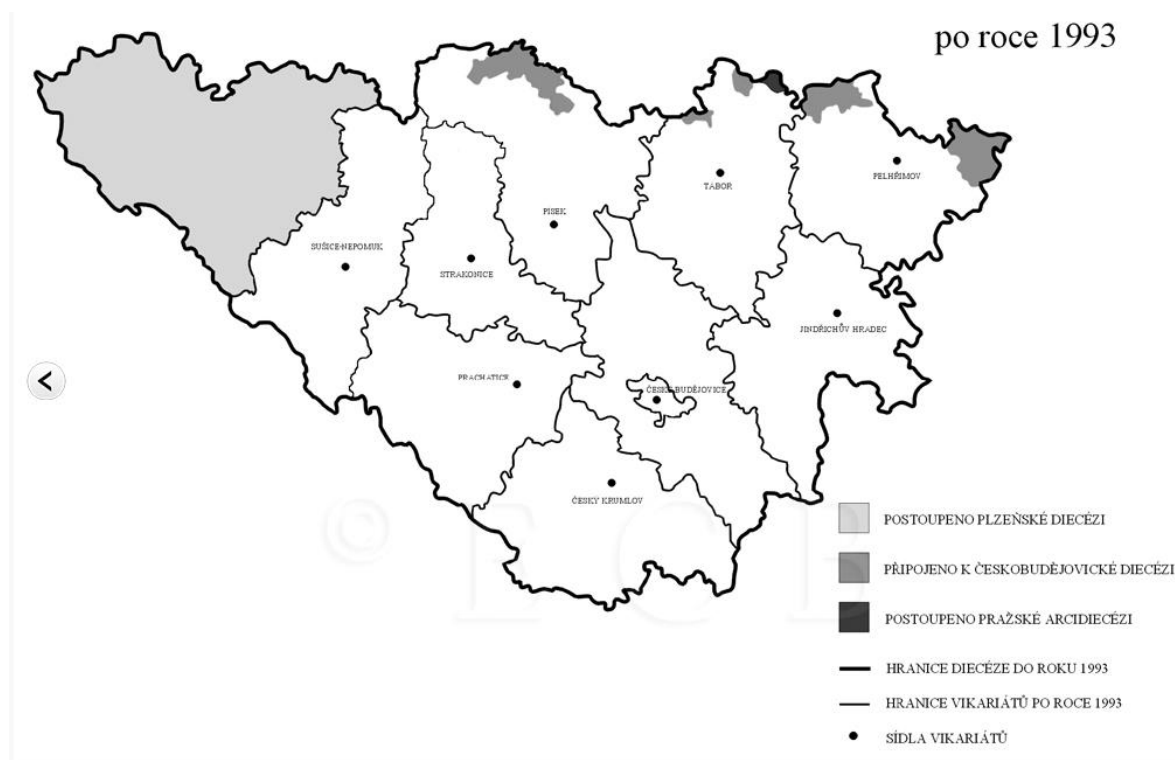 po roce 1993
TÁBOR
PELHŘIMOV
PÍSEK
SUŠICE-NEPOMUK
STRAKONICE
JINDŘICHŮV HRADEC
PRACHATICE
ČESKÉ BUDĚJOVICE
ČESKÝ KRUMLOV
© ECB
POSTOUPENO PLZEŇSKÉ DIECÉZI
PŘIPOJENO K ČESKOBUDĚJOVICKÉ DIECÉZI
POSTOUPENO PRAŽSKÉ ARCIDIECÉZI
HRANICE DIECÉZE DO ROKU 1993
HRANICE VIKARIÁTŮ PO ROCE 1993
SÍDLA VIKARIÁTŮ